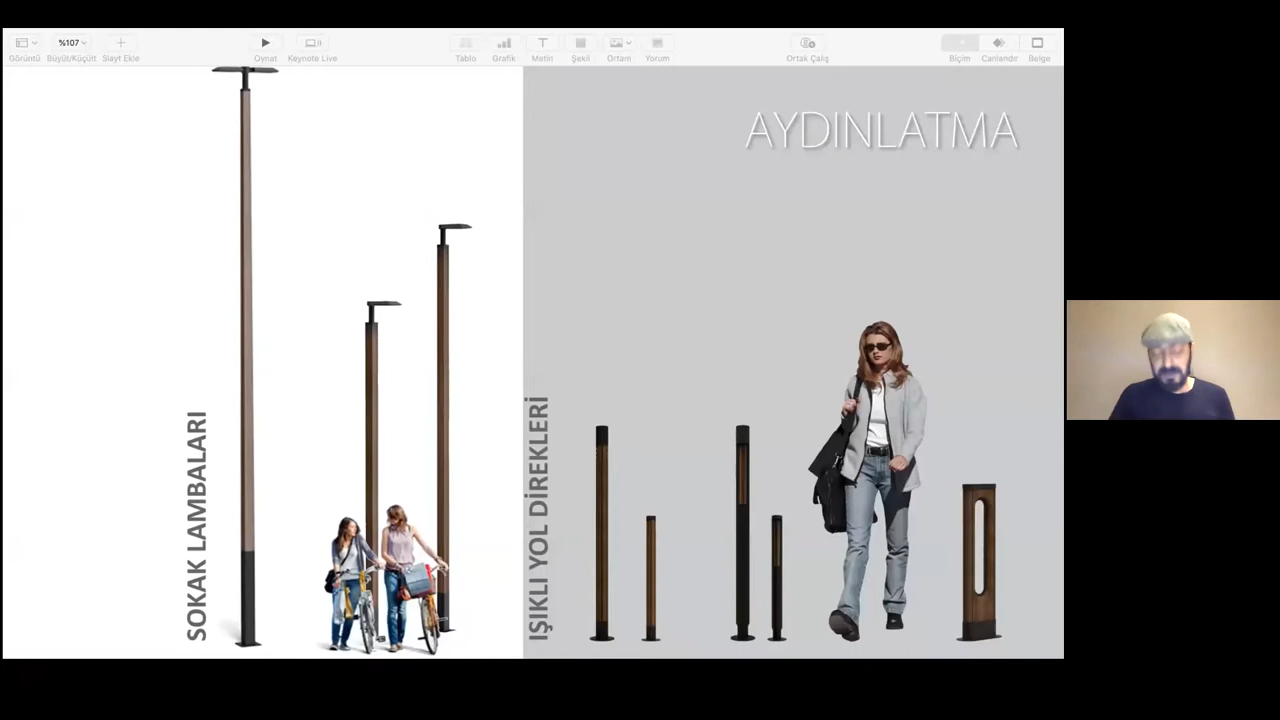 %107
Görüntü
Büyüt/Küçült
Slayt Ekle
Oynat
Keynote Live
Tablo
Grafik
Metin
Şekil
Ortam
Yorum
Ortak Çalış
Biçim
Canlandır
Belge
AYDINLATMA
SOKAK LAMBALARI
IŞIKLI YOL DİREKLERİ